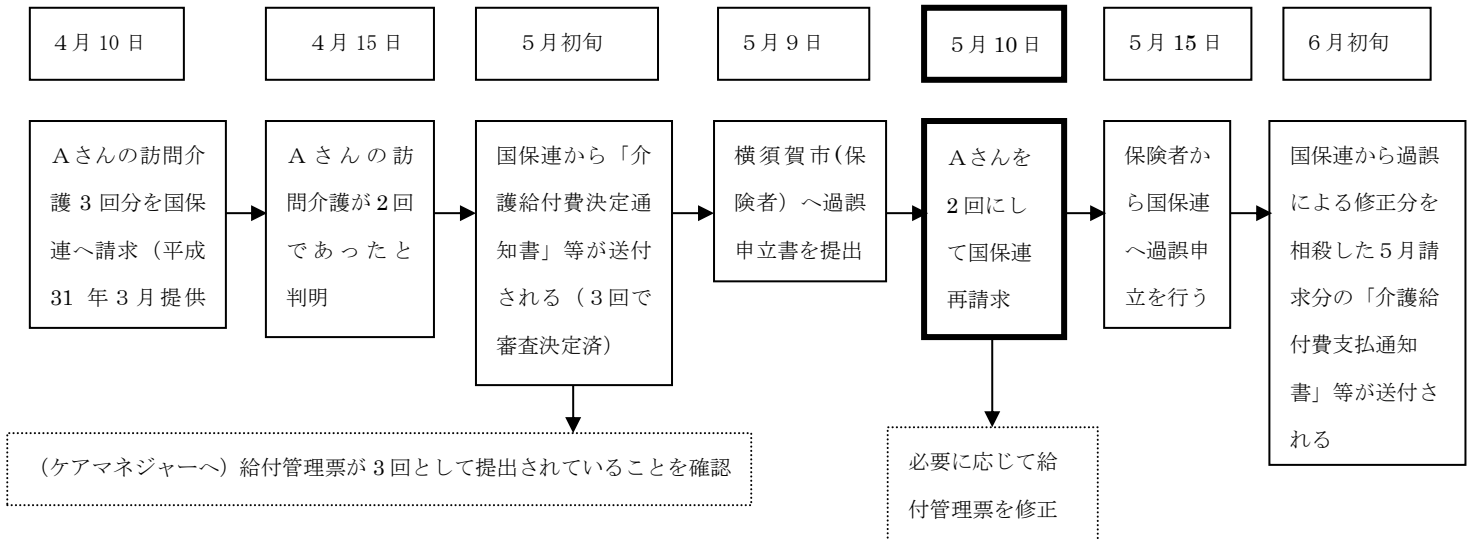 ４月 10 日
４月 15 日
５月初旬
５月９日
５月 10 日
５月 15 日
６月初旬
Ａさんの訪問介
護 3 回分を国保
連へ請求（平成
31 年３月提供
Ａさんの訪
問介護が 2 回
であったと
判明
国保連から「介
護給付費決定通
知書」等が送付
される（３回で
審査決定済）
横須賀市(保
険者）へ過誤
申立書を提出
Ａさんを
2 回にし
て国保連
再請求
保険者か
ら国保連
へ過誤申
立を行う
国保連から過誤
による修正分を
相殺した５月請
求分の「介護給
付費支払通知
書」等が送付さ
れる
（ケアマネジャーへ）給付管理票が 3 回として提出されていることを確認
必要に応じて給
付管理票を修正